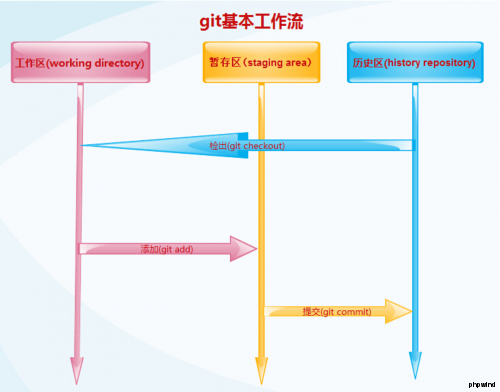 git基本工作流
工作区(working directory)
暂存区（staging area）
历史区(history repository)
检出(git checkout)
添加(git add)
提交(git commit)
phpwind